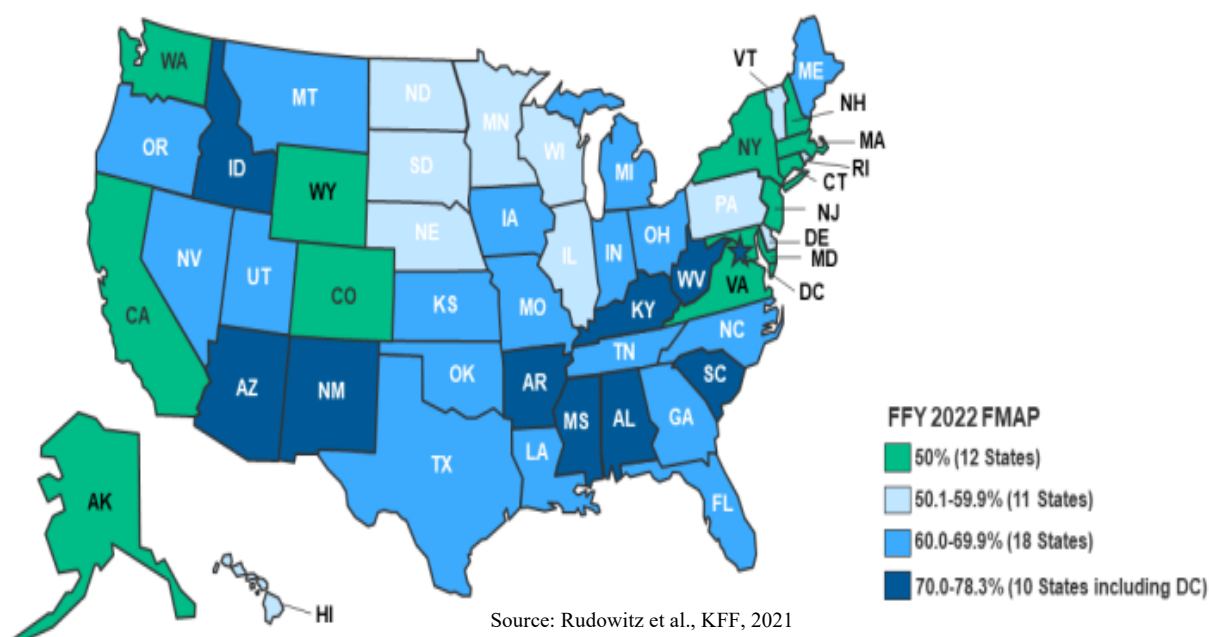 WA
MT
ND
MN
VT
ME
NH
OR
ID
SD
WI
NY
MA
WY
MI
RI
CT
NE
IA
PA
NJ
NV
UT
CO
IL
IN
OH
DE
MD
WV
VA
DC
CA
KS
MO
KY
NC
TN
AZ
NM
OK
AR
SC
MS
AL
GA
TX
LA
FL
AK
HI
FFY 2022 FMAP
50% (12 States)
50.1-59.9% (11 States)
60.0-69.9% (18 States)
70.0-78.3% (10 States including DC)
Source: Rudowitz et al., KFF, 2021